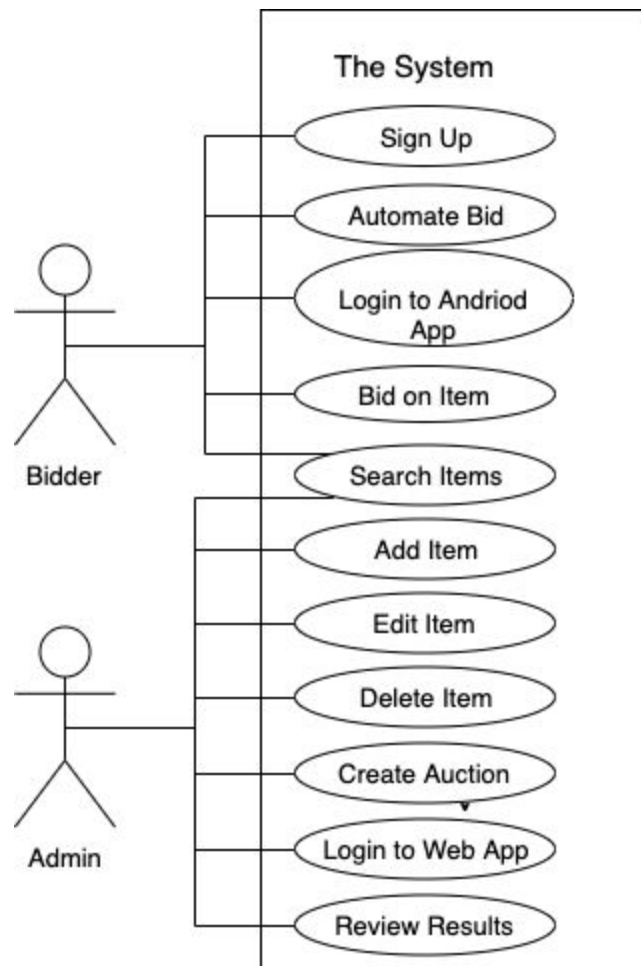 The System
Sign Up
Automate Bid
Login to Andriod
App
Bid on Item
Bidder
Search Items
Add Item
Edit Item
Delete Item
Create Auction
Admin
Login to Web App
Review Results